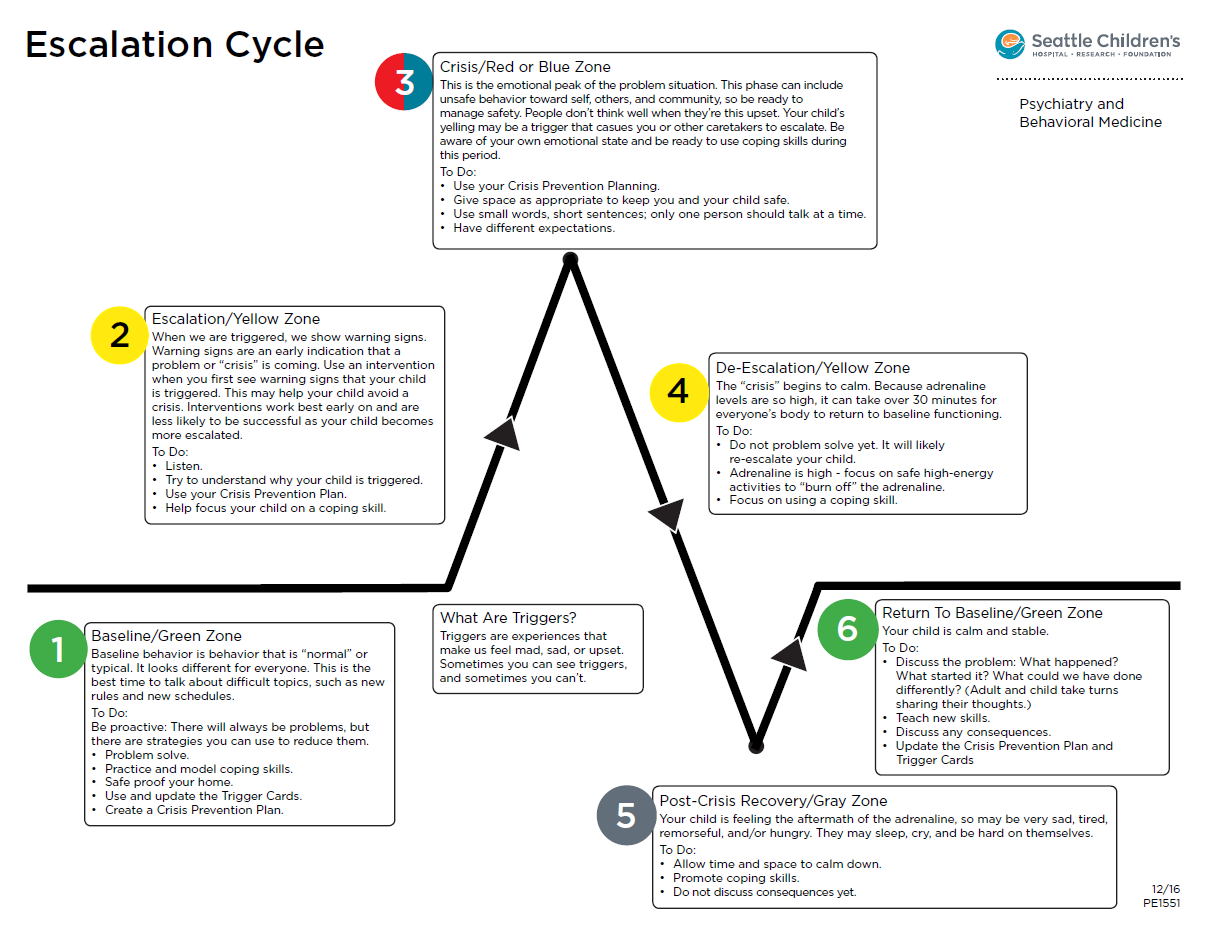 Escalation Cycle
Seattle Children's
HOSPITAL • RESEARCH • FOUNDATION
Psychiatry and
Behavioral Medicine
3
Crisis/Red or Blue Zone
This is the emotional peak of the problem situation. This phase can include
unsafe behavior toward self, others, and community, so be ready to
manage safety. People don't think well when they're this upset. Your child's
yelling may be a trigger that casues you or other caretakers to escalate. Be
aware of your own emotional state and be ready to use coping skills during
this period.
To Do:
• Use your Crisis Prevention Planning.
• Give space as appropriate to keep you and your child safe.
• Use small words, short sentences; only one person should talk at a time.
• Have different expectations.
2
Escalation/Yellow Zone
When we are triggered, we show warning signs.
Warning signs are an early indication that a
problem or “crisis” is coming. Use an intervention
when you first see warning signs that your child
is triggered. This may help your child avoid a
crisis. Interventions work best early on and are
less likely to be successful as your child becomes
more escalated.
To Do:
• Listen.
• Try to understand why your child is triggered.
• Use your Crisis Prevention Plan.
• Help focus your child on a coping skill.
4
De-Escalation/Yellow Zone
The “crisis” begins to calm. Because adrenaline
levels are so high, it can take over 30 minutes for
everyone's body to return to baseline functioning.
To Do:
• Do not problem solve yet. It will likely
re-escalate your child.
• Adrenaline is high - focus on safe high-energy
activities to “burn off” the adrenaline.
• Focus on using a coping skill.
1
Baseline/Green Zone
Baseline behavior is behavior that is “normal” or
typical. It looks different for everyone. This is the
best time to talk about difficult topics, such as new
rules and new schedules.
To Do:
Be proactive: There will always be problems, but
there are strategies you can use to reduce them.
• Problem solve.
• Practice and model coping skills.
• Safe proof your home.
• Use and update the Trigger Cards.
• Create a Crisis Prevention Plan.
What Are Triggers?
Triggers are experiences that
make us feel mad, sad, or upset.
Sometimes you can see triggers,
and sometimes you can't.
6
Return To Baseline/Green Zone
Your child is calm and stable.
To Do:
• Discuss the problem: What happened?
What started it? What could we have done
differently? (Adult and child take turns
sharing their thoughts.)
• Teach new skills.
• Discuss any consequences.
• Update the Crisis Prevention Plan and
Trigger Cards
5
Post-Crisis Recovery/Gray Zone
Your child is feeling the aftermath of the adrenaline, so may be very sad, tired,
remorseful, and/or hungry. They may sleep, cry, and be hard on themselves.
To Do:
• Allow time and space to calm down.
• Promote coping skills.
• Do not discuss consequences yet.
12/16
PE1551